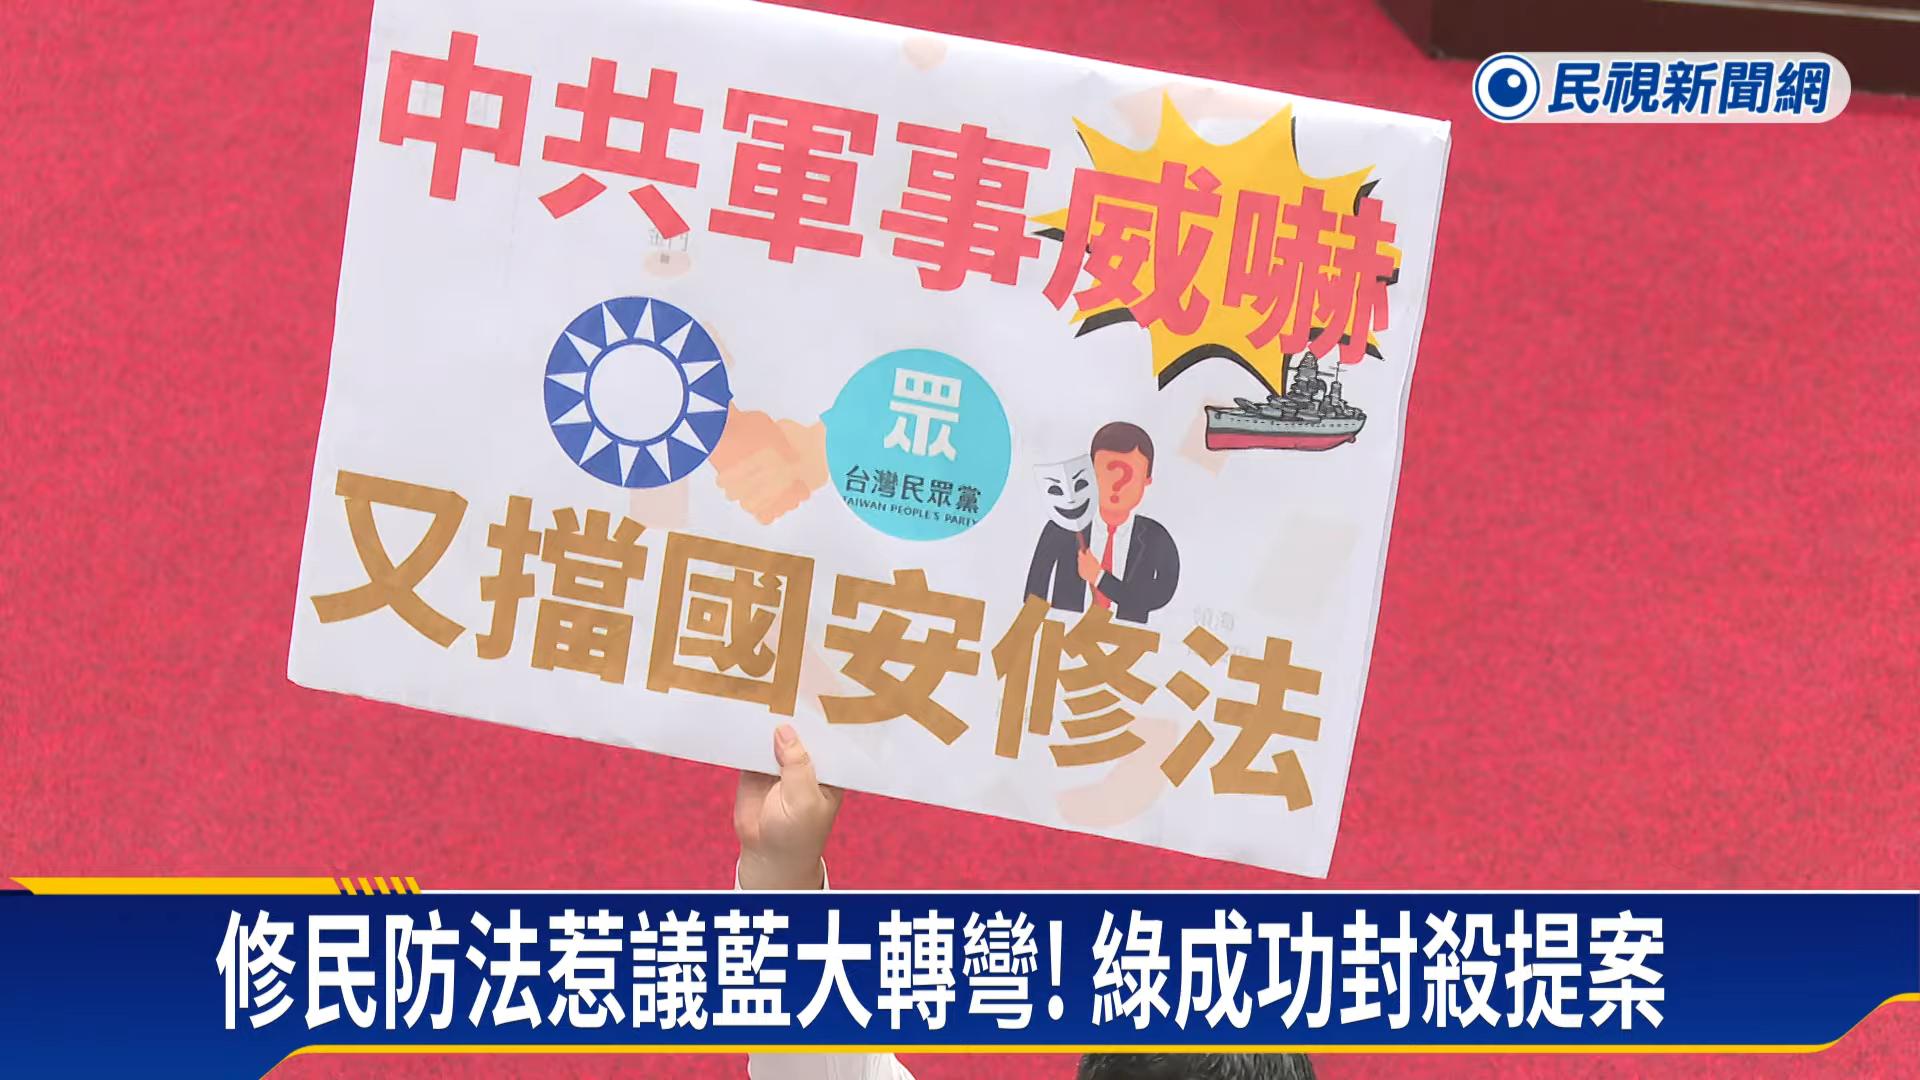 民視新聞網
中共軍事威嚇
眾
台灣民眾黨
TAIWAN PEOPLE'S PARTY
?
又擋國安修法
修民防法惹議藍大轉彎! 綠成功封殺提案